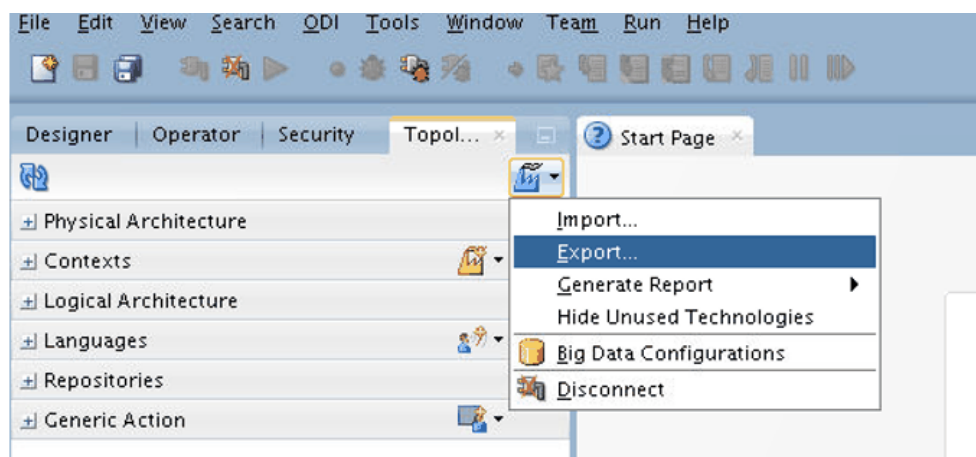 File Edit View Search ODI Tools Window Team Run Help
Designer Operator Security Topol... Start Page
Physical Architecture
Import...
Export...
Contexts
Generate Report
Logical Architecture
Hide Unused Technologies
Languages
Big Data Configurations
Repositories
Disconnect
Generic Action